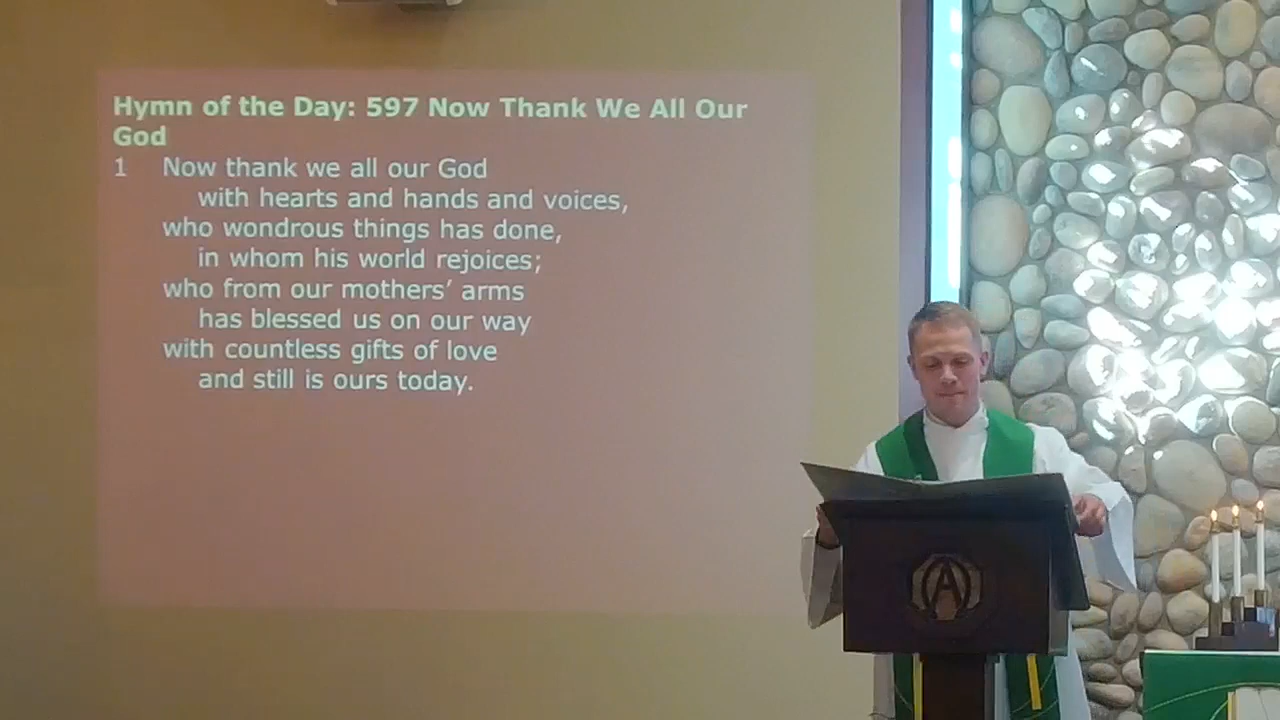 Hymn of the Day: 597 Now Thank We All Our
God
1 Now thank we all our God
with hearts and hands and voices,
who wondrous things has done,
in whom his world rejoices;
who from our mothers’ arms
has blessed us on our way
with countless gifts of love
and still is ours today.